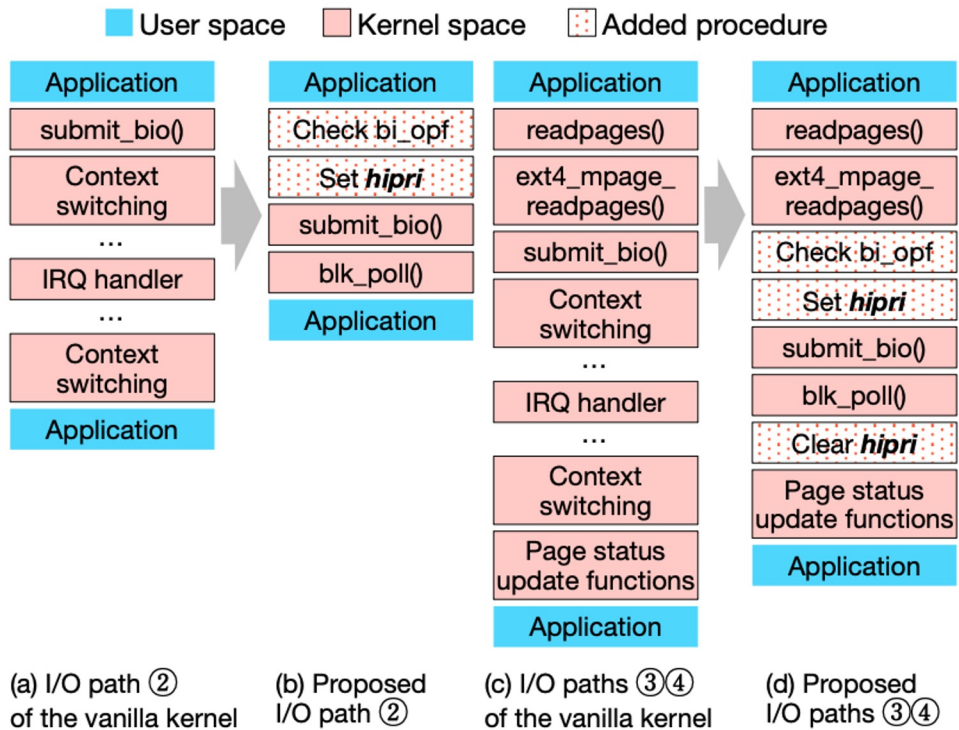 User space
Kernel space
Added procedure
Application
submit_bio()
Context
switching
...
IRQ handler
...
Context
switching
Application
(a) I/O path ②
of the vanilla kernel
Application
Check bi_opf
Set hipri
submit_bio()
blk_poll()
Application
(b) Proposed
I/O path ②
Application
readpages()
ext4_mpage_
readpages()
submit_bio()
Context
switching
...
IRQ handler
...
Context
switching
Page status
update functions
Application
(c) I/O paths ③④
of the vanilla kernel
Application
readpages()
ext4_mpage_
readpages()
Check bi_opf
Set hipri
submit_bio()
blk_poll()
Clear hipri
Page status
update functions
Application
(d) Proposed
I/O paths ③④